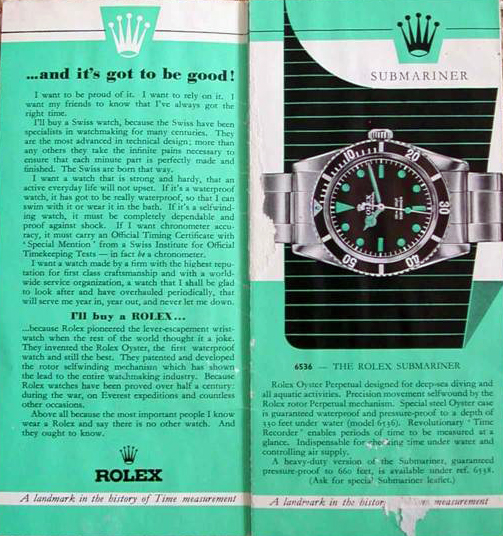 ...and it's got to be good!
I want to be proud of it. I want to rely on it. I
want my friends to know that I've always got the
right time.
I'll buy a Swiss watch, because the Swiss have been
specialists in watchmaking for many centuries. They
are the most advanced in technical design; more than
any others they take the infinite pains necessary to
ensure that each minute part is perfectly made and
finished. The Swiss are born that way.
I want a watch that is strong and hardy, that an
active everyday life will not upset. If it's a waterproof
watch, it has got to be really waterproof, so that I can
swim with it or wear it in the bath. If it's a selfwind-
ing watch, it must be completely dependable and
proof against shock. If I want chronometer accu-
racy, it must carry an Official Timing Certificate with
'Special Mention' from a Swiss Institute for Official
Timekeeping Tests — in fact be a chronometer.
I want a watch made by a firm with the highest repu-
tation for first class craftsmanship and with a world-
wide service organization, a watch that I shall be glad
to look after and have overhauled periodically, that
will serve me year in, year out, and never let me down.
I'll buy a ROLEX...
...because Rolex pioneered the lever-escapement wrist-
watch when the rest of the world thought it a joke.
They invented the Rolex Oyster, the first waterproof
watch and still the best. They patented and developed
the rotor selfwinding mechanism which has shown
the lead to the entire watchmaking industry. Because
Rolex watches have been proved over half a century:
during the war, on Everest expeditions and countless
other occasions.
Above all because the most important people I know
wear a Rolex and say there is no other watch. And
they ought to know.
ROLEX
A landmark in the history of Time measurement
SUBMARINER
10
20
30
40
50
ROLEX
6536 — THE ROLEX SUBMARINER
Rolex Oyster Perpetual designed for deep-sea diving and
all aquatic activities. Precision movement selfwound by the
Rolex rotor Perpetual mechanism. Special steel Oyster case
is guaranteed waterproof and pressure-proof to a depth of
330 feet under water (model 6536). Revolutionary 'Time
Recorder' enables periods of time to be measured at a
glance. Indispensable for checking time under water and
controlling air supply.
A heavy-duty version of the Submariner, guaranteed
pressure-proof to 660 feet, is available under ref. 6538.
(Ask for special Submariner leaflet.)
A landmark in the measurement